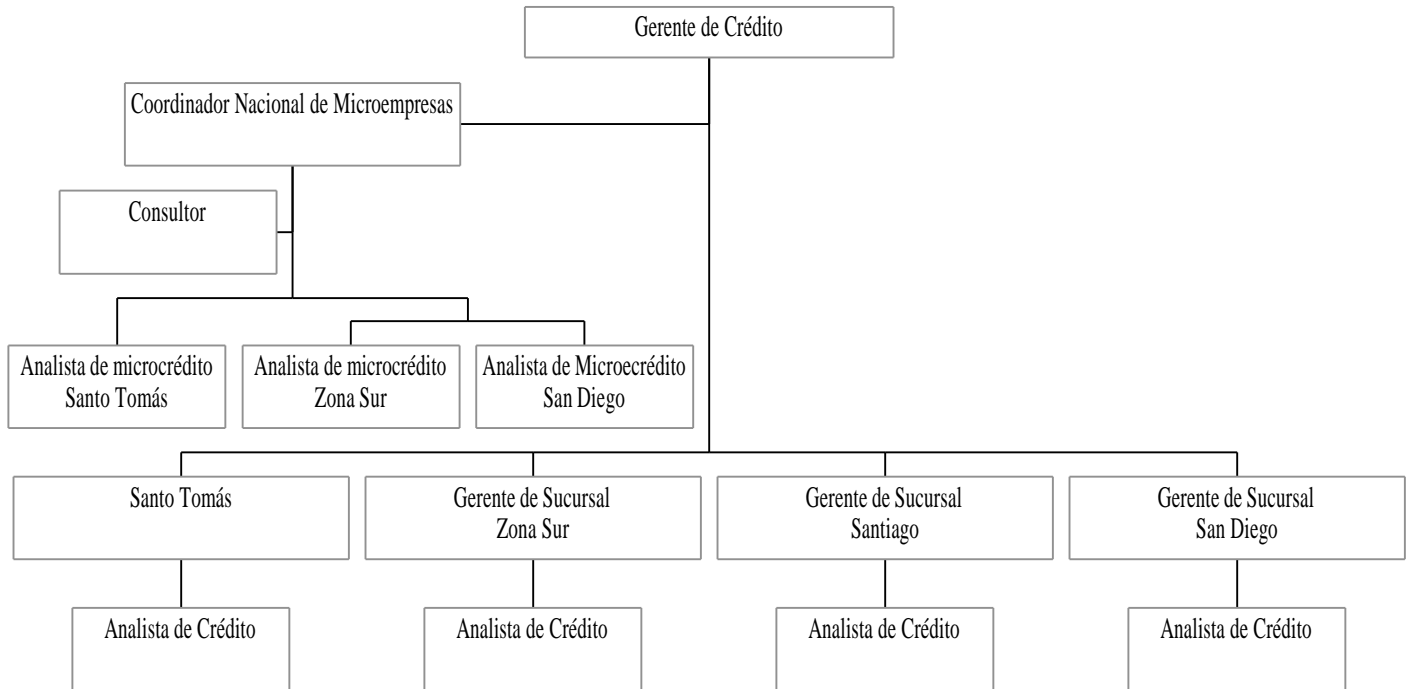 Gerente de Crédito
Coordinador Nacional de Microempresas
Consultor
Analista de microcrédito
Santo Tomás
Analista de microcrédito
Zona Sur
Analista de Microecrédito
San Diego
Santo Tomás
Gerente de Sucursal
Zona Sur
Gerente de Sucursal
Santiago
Gerente de Sucursal
San Diego
Analista de Crédito
Analista de Crédito
Analista de Crédito
Analista de Crédito